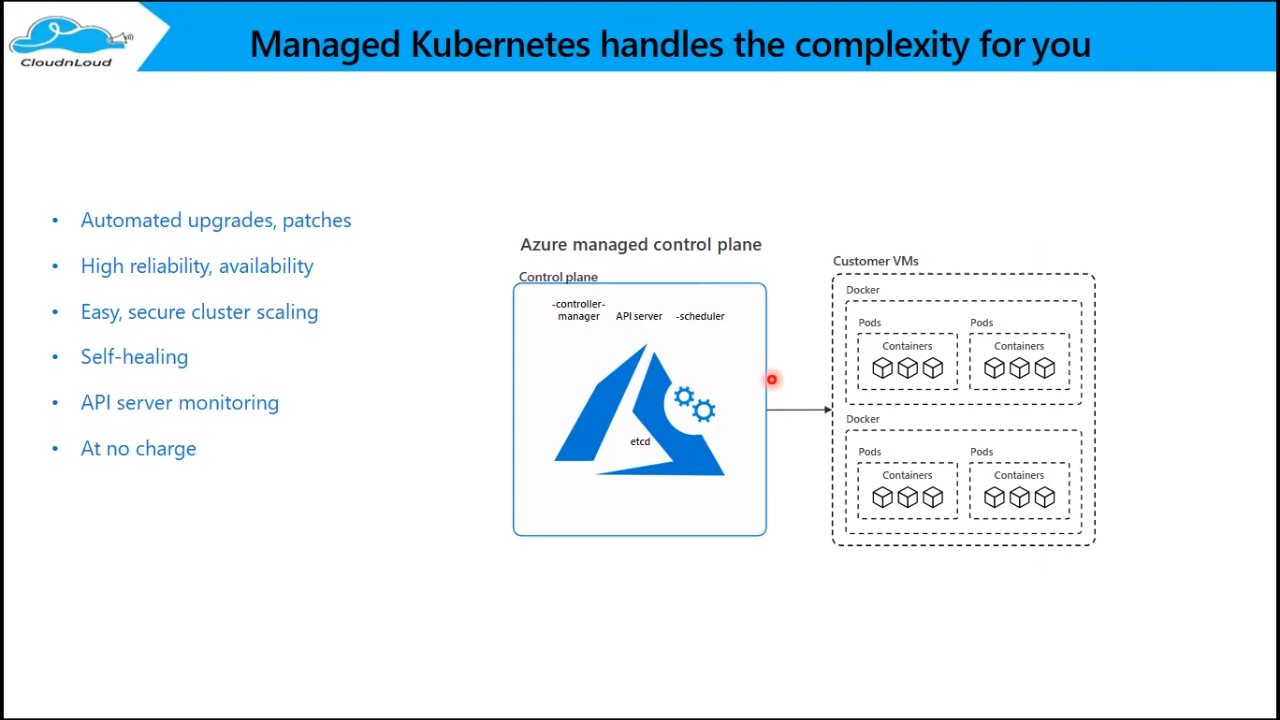 CloudnLoud
Managed Kubernetes handles the complexity for you
• Automated upgrades, patches
• High reliability, availability
• Easy, secure cluster scaling
• Self-healing
• API server monitoring
• At no charge
Azure managed control plane
Control plane
-controller-
manager API server -scheduler
etcd
Customer VMs
Docker
Pods Pods
Containers Containers
Docker
Pods Pods
Containers Containers